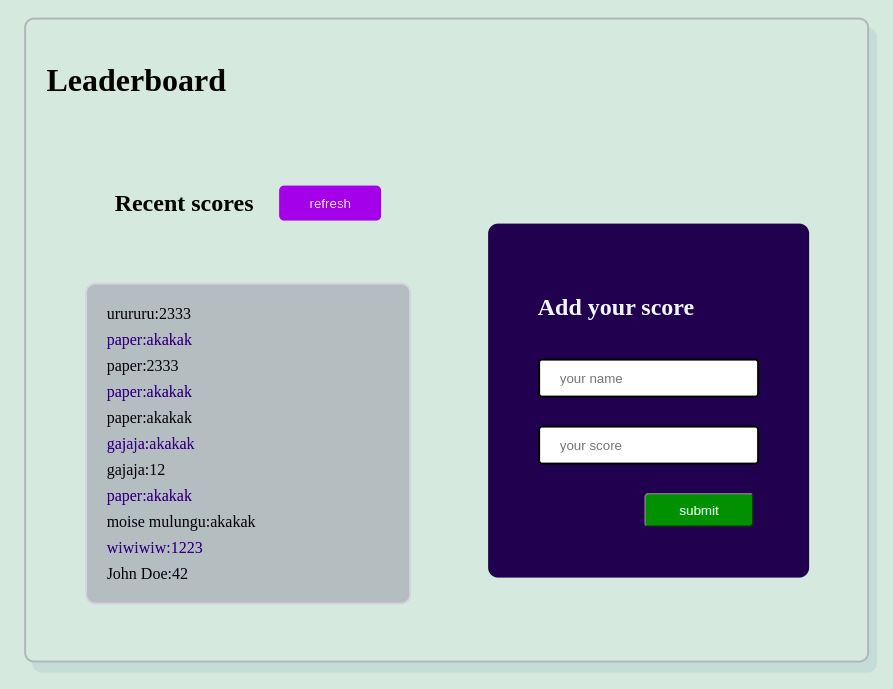 Leaderboard
Recent scores
refresh
urururu:2333
paper:akakak
paper:2333
paper:akakak
paper:akakak
gajaja:akakak
gajaja:12
paper:akakak
moise mulungu:akakak
wiwiwiw:1223
John Doe:42
Add your score
your name
your score
submit